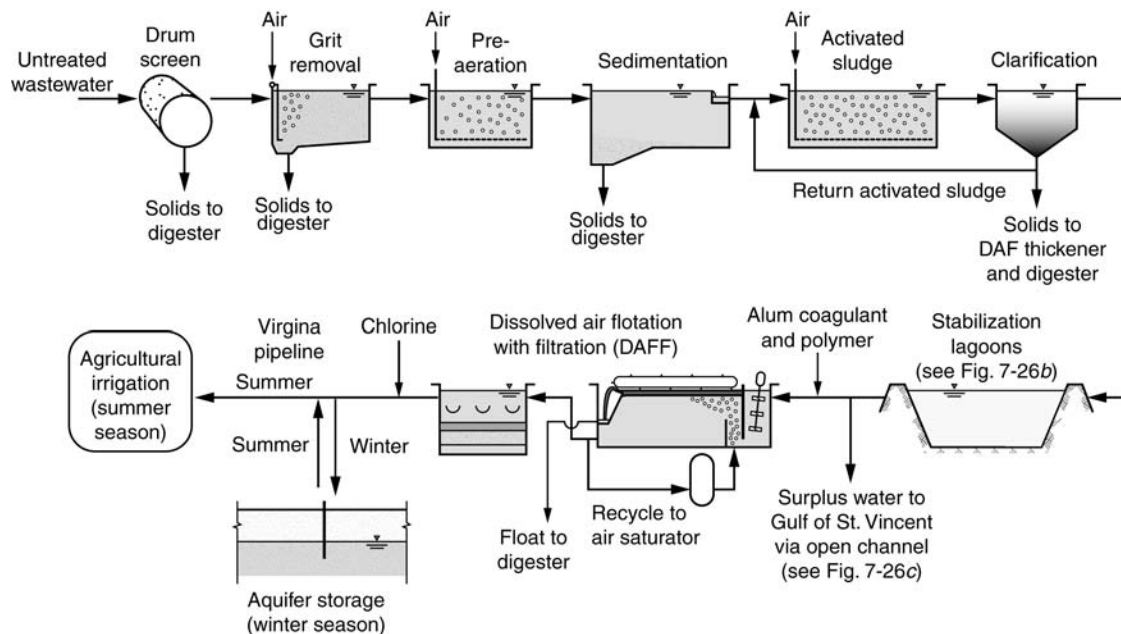 Untreated
wastewater
Drum
screen
Solids to
digester
Air
Grit
removal
Solids to
digester
Pre-
aeration
Sedimentation
Solids to
digester
Air
Activated
sludge
Return activated sludge
Clarification
Solids to
DAF thickener
and digester
Agricultural
irrigation
(summer
season)
Virgina
pipeline
Summer
Summer
Winter
Aquifer storage
(winter season)
Chlorine
Dissolved air flotation
with filtration (DAFF)
Float to
digester
Recycle to
air saturator
Alum coagulant
and polymer
Surplus water to
Gulf of St. Vincent
via open channel
(see Fig. 7-26c)
Stabilization
lagoons
(see Fig. 7-26b)
Air